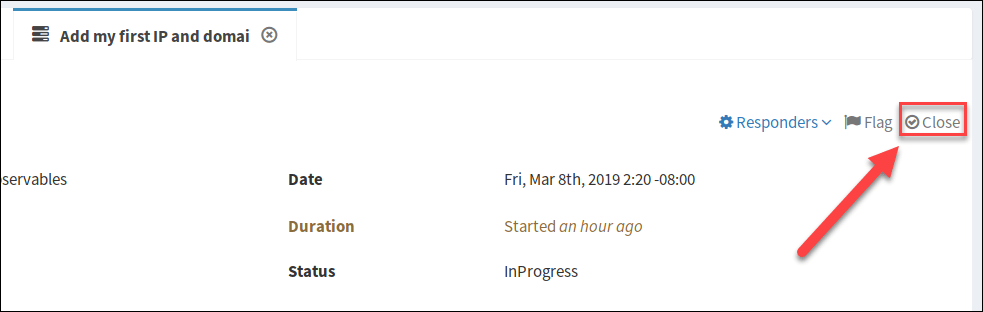 Add my first IP and domai
Responders Flag Close
servables Date Fri, Mar 8th, 2019 2:20 -08:00
Duration Started an hour ago
Status InProgress